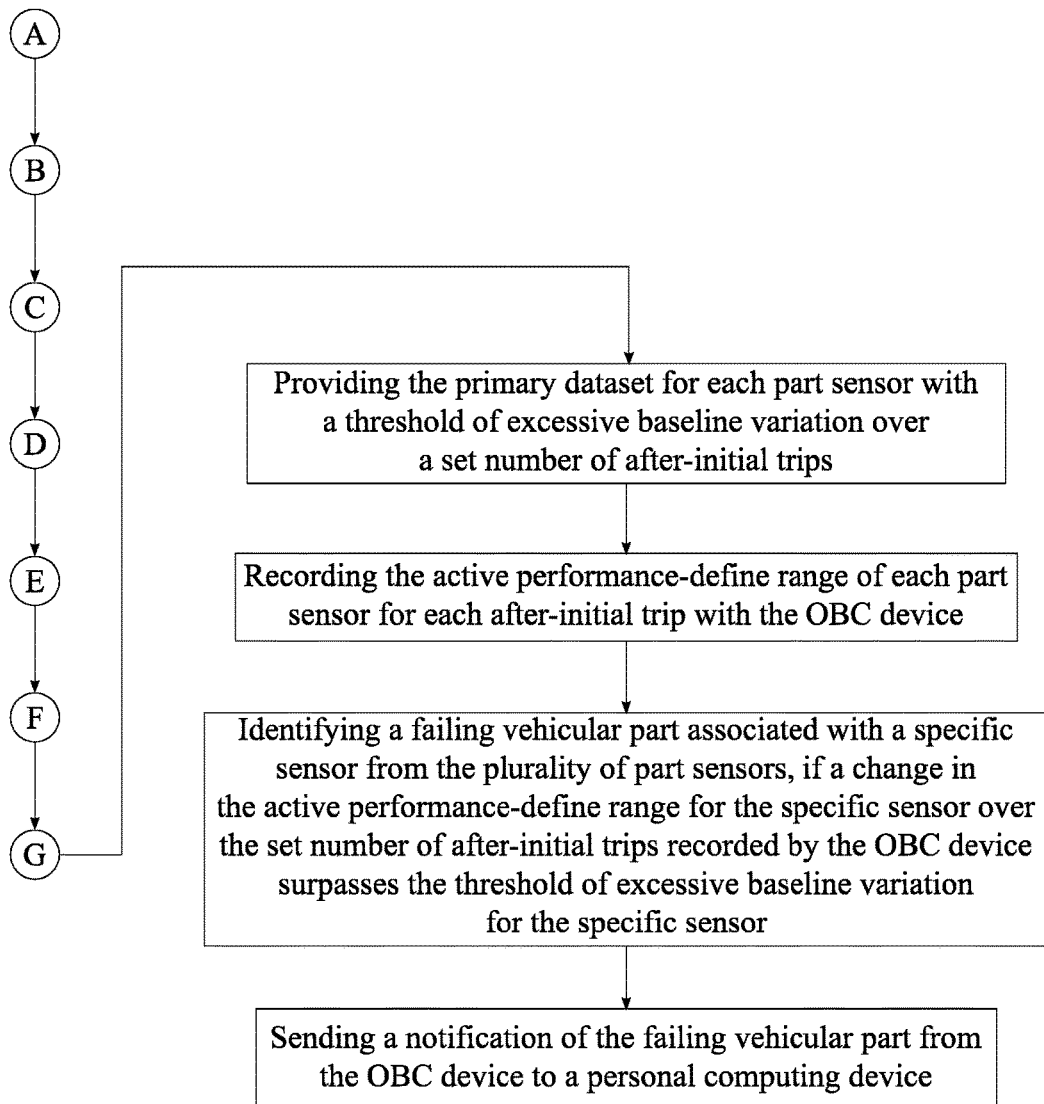 A
B
C
D
E
F
G
Providing the primary dataset for each part sensor with
a threshold of excessive baseline variation over
a set number of after-initial trips
Recording the active performance-define range of each part
sensor for each after-initial trip with the OBC device
Identifying a failing vehicular part associated with a specific
sensor from the plurality of part sensors, if a change in
the active performance-define range for the specific sensor over
the set number of after-initial trips recorded by the OBC device
surpasses the threshold of excessive baseline variation
for the specific sensor
Sending a notification of the failing vehicular part from
the OBC device to a personal computing device